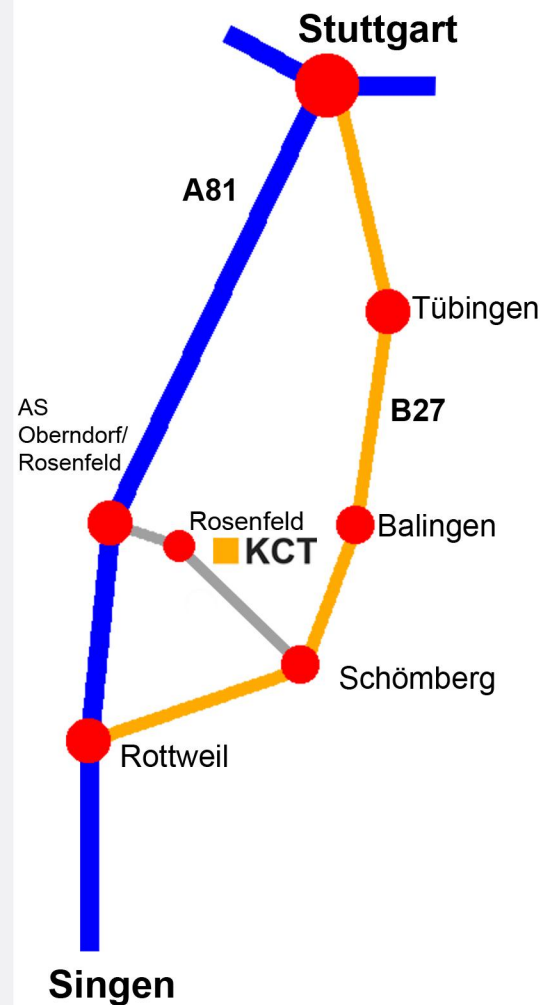 Stuttgart
A81
Tübingen
B27
AS
Oberndorf/
Rosenfeld
Rosenfeld
KCT
Balingen
Schömberg
Rottweil
Singen